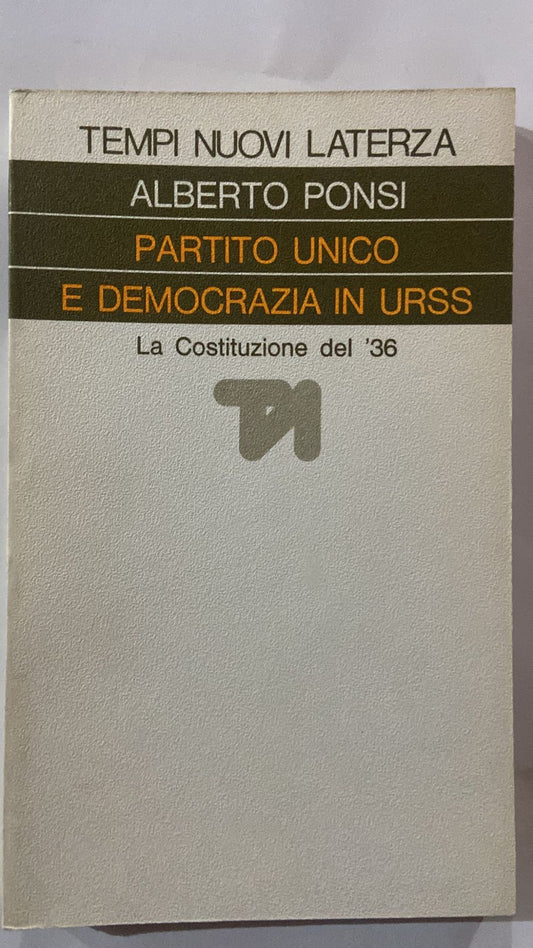 TEMPI NUOVI LATERZA
ALBERTO PONSI
PARTITO UNICO
E DEMOCRAZIA IN URSS
La Costituzione del '36